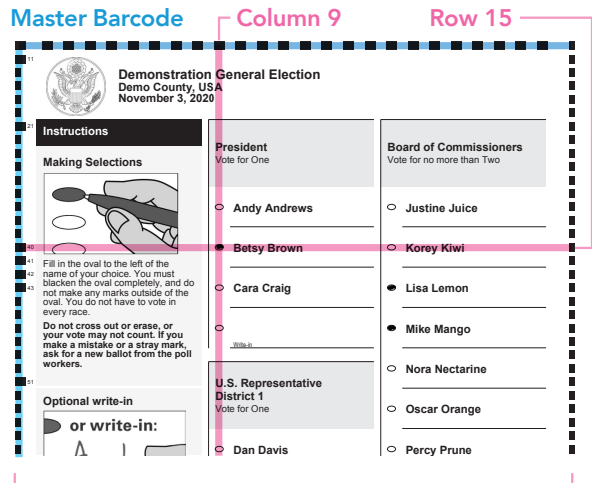 Master Barcode
Column 9
Row 15
11
Demonstration General Election
Demo County, USA
November 3, 2020
21
Instructions
Making Selections
40
41
42
43
Fill in the oval to the left of the
name of your choice. You must
blacken the oval completely, and do
not make any marks outside of the
oval. You do not have to vote in
every race.
Do not cross out or erase, or
your vote may not count. If you
make a mistake or a stray mark,
ask for a new ballot from the poll
workers.
51
Optional write-in
or write-in:
President
Vote for One
Andy Andrews
Betsy Brown
Cara Craig
Write-in
U.S. Representative
District 1
Vote for One
Dan Davis
Board of Commissioners
Vote for no more than Two
Justine Juice
Korey Kiwi
Lisa Lemon
Mike Mango
Nora Nectarine
Oscar Orange
Percy Prune